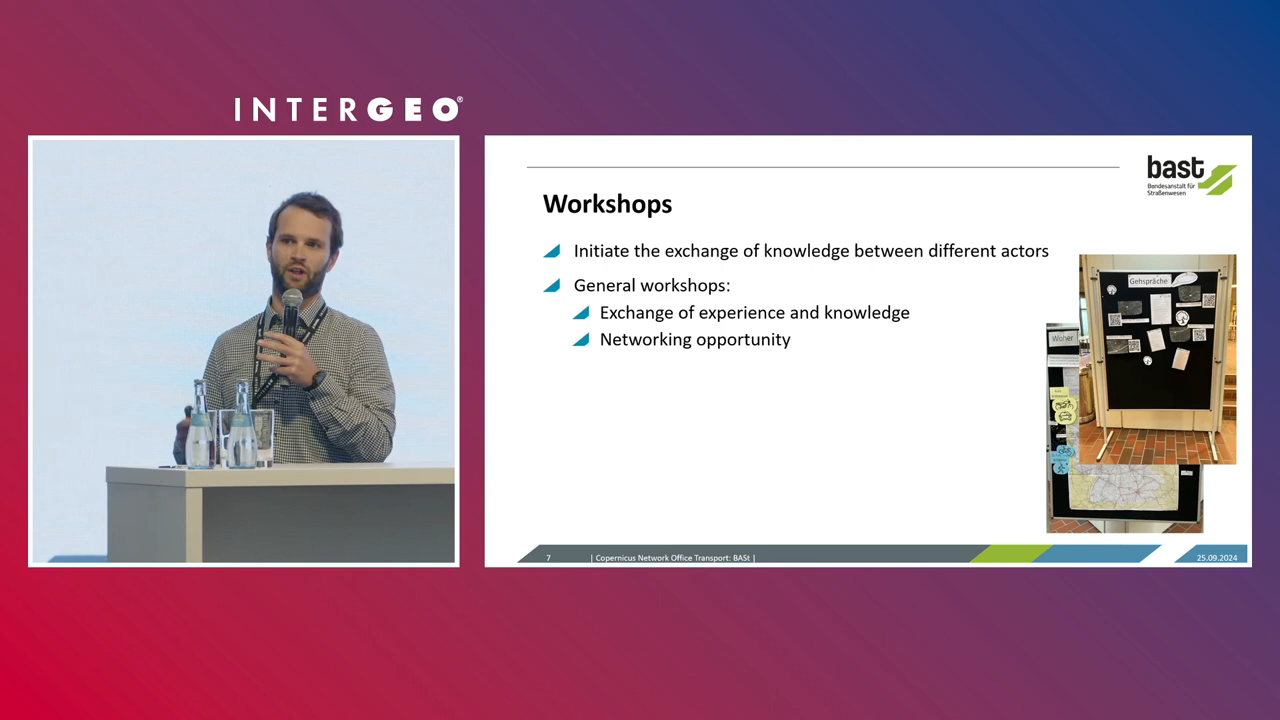 INTERGEO®
bast
Bundesanstalt für
Straßenwesen
Workshops
Initiate the exchange of knowledge between different actors
General workshops:
Exchange of experience and knowledge
Networking opportunity
Gehspräche
Woher
7
| Copernicus Network Office Transport: BASt |
25.09.2024